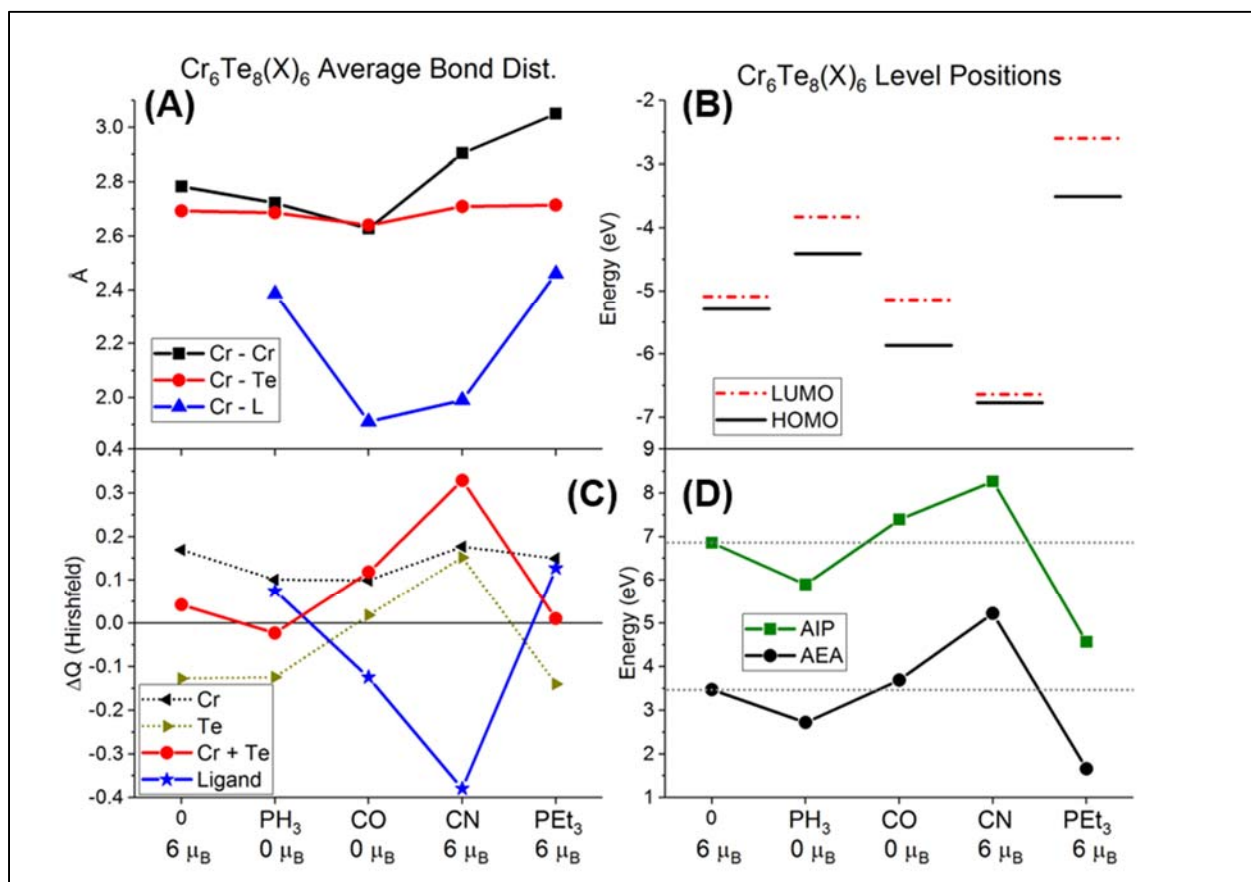 Cr₆Te₈(X)₆ Average Bond Dist.
(A)
3.0
2.8
2.6
2.4
2.2
2.0
0.4
Å
Cr - Cr
Cr - Te
Cr - L
Cr₆Te₈(X)₆ Level Positions
(B)
-2
-3
-4
-5
-6
-7
9
Energy (eV)
LUMO
HOMO
(C)
0.3
0.2
0.1
0.0
-0.1
-0.2
-0.3
-0.4
ΔQ (Hirshfeld)
Cr
Te
Cr + Te
Ligand
0 PH₃ CO CN PEt₃
6 μB 0 μB 0 μB 6 μB 6 μB
(D)
8
7
6
5
4
3
2
1
Energy (eV)
AIP
AEA
0 PH₃ CO CN PEt₃
6 μB 0 μB 0 μB 6 μB 6 μB